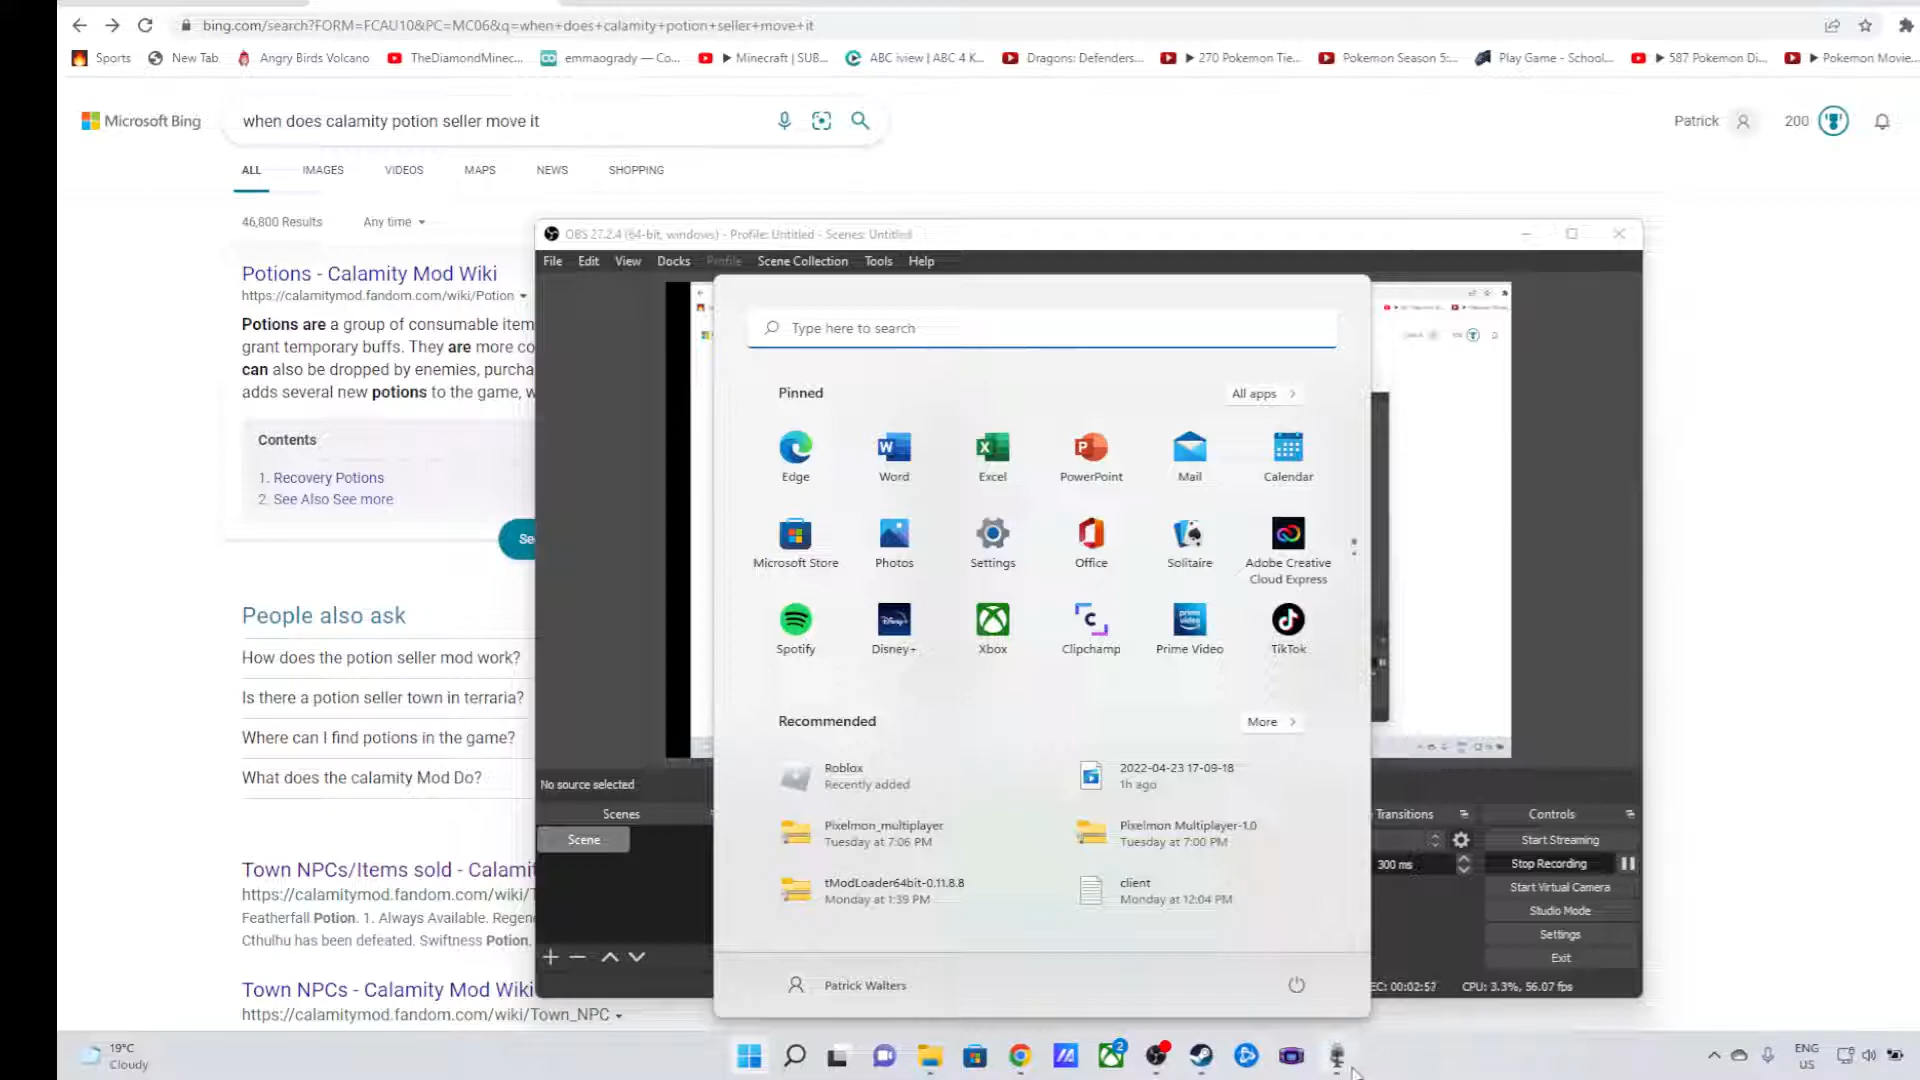 bing.com/search?FORM=FCAU10&PC=MC06&q=when+does+calamity+potion+seller+move+it
Sports
New Tab
Angry Birds Volcano
TheDiamondMinec...
emmaogrady — Co...
Minecraft | SUB...
ABC iview | ABC 4 K...
Dragons: Defenders...
270 Pokemon Tie...
Pokemon Season 5:...
Play Game - School...
587 Pokemon Di...
Pokemon Movie...
Microsoft Bing
when does calamity potion seller move it
Patrick
200
ALL
IMAGES
VIDEOS
MAPS
NEWS
SHOPPING
46,800 Results
Any time
Potions - Calamity Mod Wiki
https://calamitymod.fandom.com/wiki/Potion
Potions are a group of consumable item
grant temporary buffs. They are more co
can also be dropped by enemies, purcha
adds several new potions to the game, w
Contents
1. Recovery Potions
2. See Also See more
Se
People also ask
How does the potion seller mod work?
Is there a potion seller town in terraria?
Where can I find potions in the game?
What does the calamity Mod Do?
Town NPCs/Items sold - Calamit
https://calamitymod.fandom.com/wiki/T
Featherfall Potion. 1. Always Available. Regene
Cthulhu has been defeated. Swiftness Potion.
Town NPCs - Calamity Mod Wiki
https://calamitymod.fandom.com/wiki/Town_NPC
OBS 27.2.4 (64-bit, windows) - Profile: Untitled - Scenes: Untitled
File
Edit
View
Docks
Profile
Scene Collection
Tools
Help
Type here to search
Pinned
All apps
Edge
Word
Excel
PowerPoint
Mail
Calendar
Microsoft Store
Photos
Settings
Office
Solitaire
Adobe Creative
Cloud Express
Spotify
Disney+
Xbox
Clipchamp
Prime Video
TikTok
Recommended
More
Roblox
Recently added
2022-04-23 17-09-18
1h ago
Pixelmon_multiplayer
Tuesday at 7:06 PM
Pixelmon Multiplayer-1.0
Tuesday at 7:00 PM
tModLoader64bit-0.11.8.8
Monday at 1:39 PM
client
Monday at 12:04 PM
Patrick Walters
No source selected
Scenes
Scene
Transitions
300 ms
Controls
Start Streaming
Stop Recording
Start Virtual Camera
Studio Mode
Settings
Exit
EC: 00:02:57
CPU: 3.3%, 56.07 fps
19°C
Cloudy
2
ENG
US